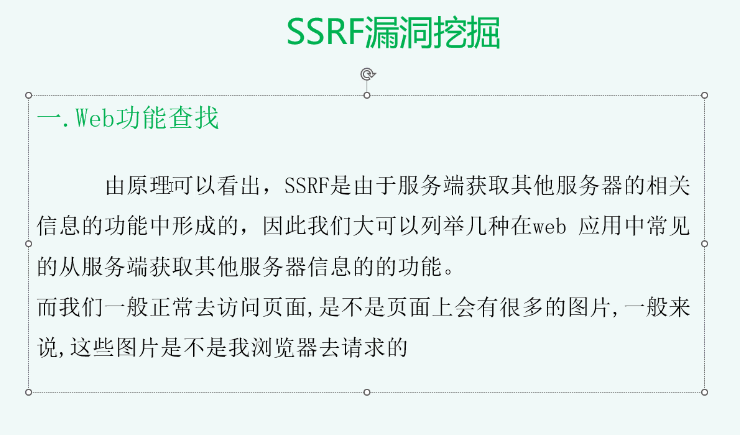 SSRF漏洞挖掘
一.Web功能查找
由原理可以看出，SSRF是由于服务端获取其他服务器的相关
信息的功能中形成的，因此我们大可以列举几种在web 应用中常见
的从服务端获取其他服务器信息的的功能。
而我们一般正常去访问页面,是不是页面上会有很多的图片,一般来
说,这些图片是不是我浏览器去请求的